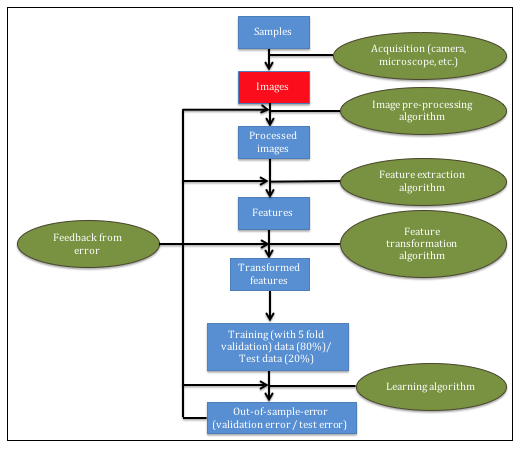 Samples
Acquisition (camera,
microscope, etc.)
Images
Image pre-processing
algorithm
Processed
images
Feature extraction
algorithm
Features
Feedback from
error
Feature
transformation
algorithm
Transformed
features
Training (with 5 fold
validation) data (80%)/
Test data (20%)
Learning algorithm
Out-of-sample-error
(validation error / test error)